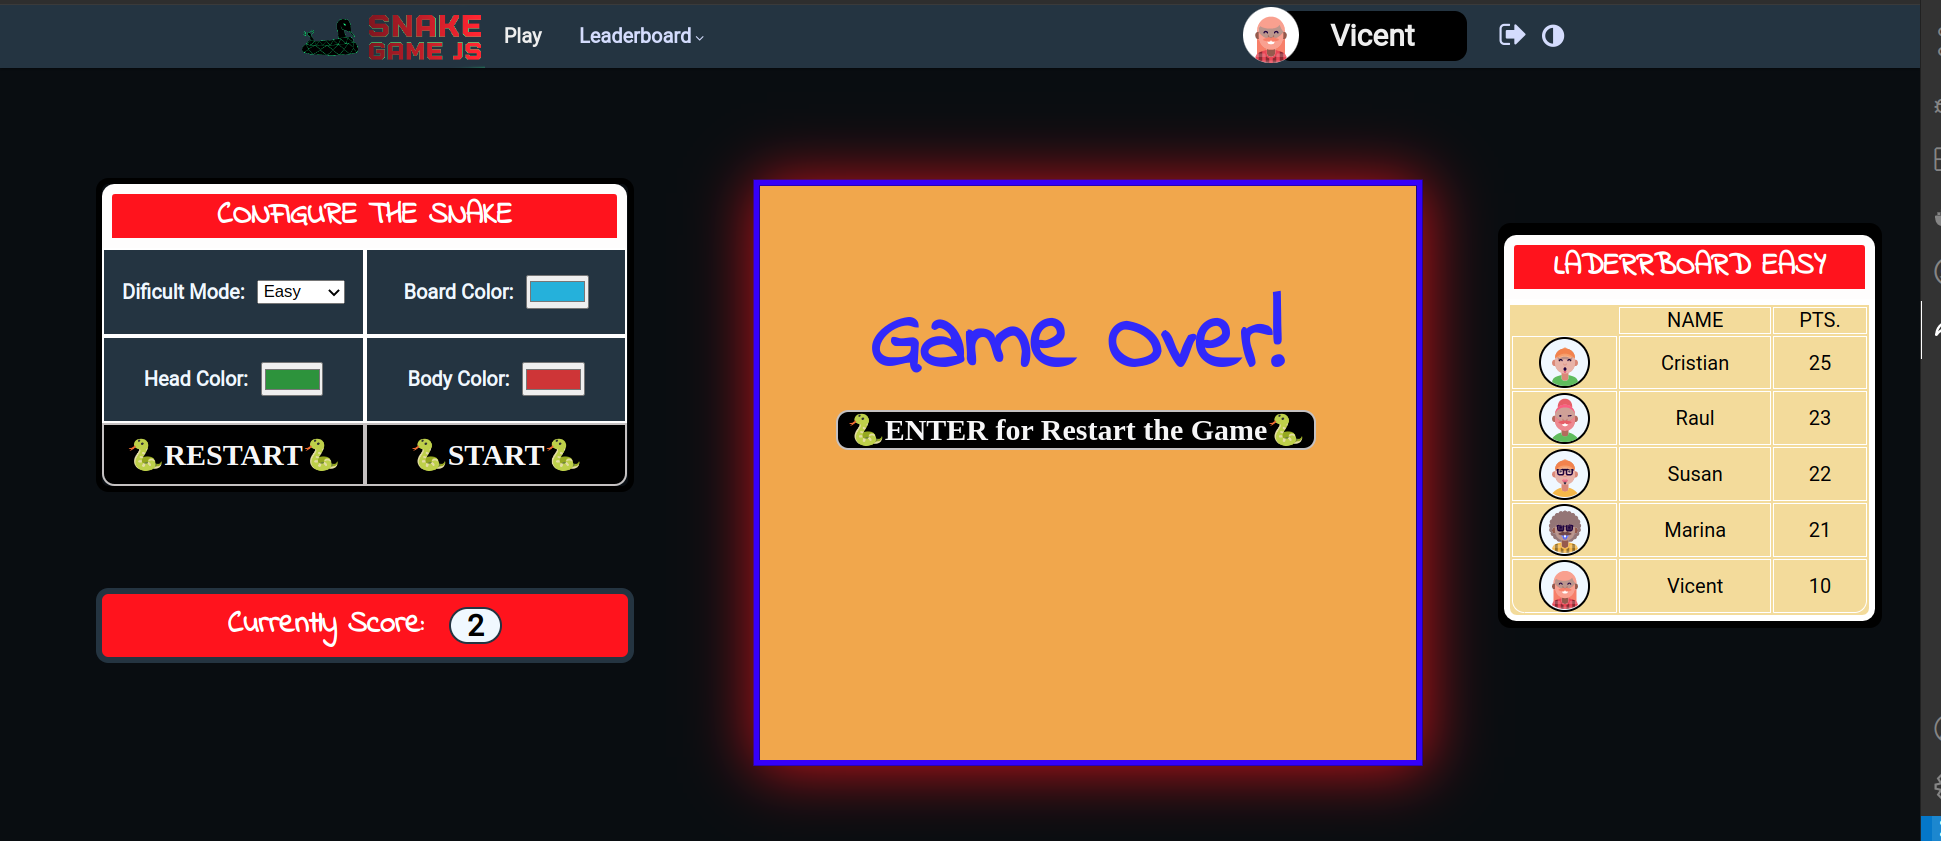 SNAKE
GAME JS
Play
Leaderboard
Vicent
CONFIGURE THE SNAKE
Dificult Mode: Easy
Board Color:
Head Color:
Body Color:
🐍RESTART🐍
🐍START🐍
Currently Score: 2
Game Over!
🐍ENTER for Restart the Game🐍
LADERRBOARD EASY
NAME PTS.
Cristian 25
Raul 23
Susan 22
Marina 21
Vicent 10